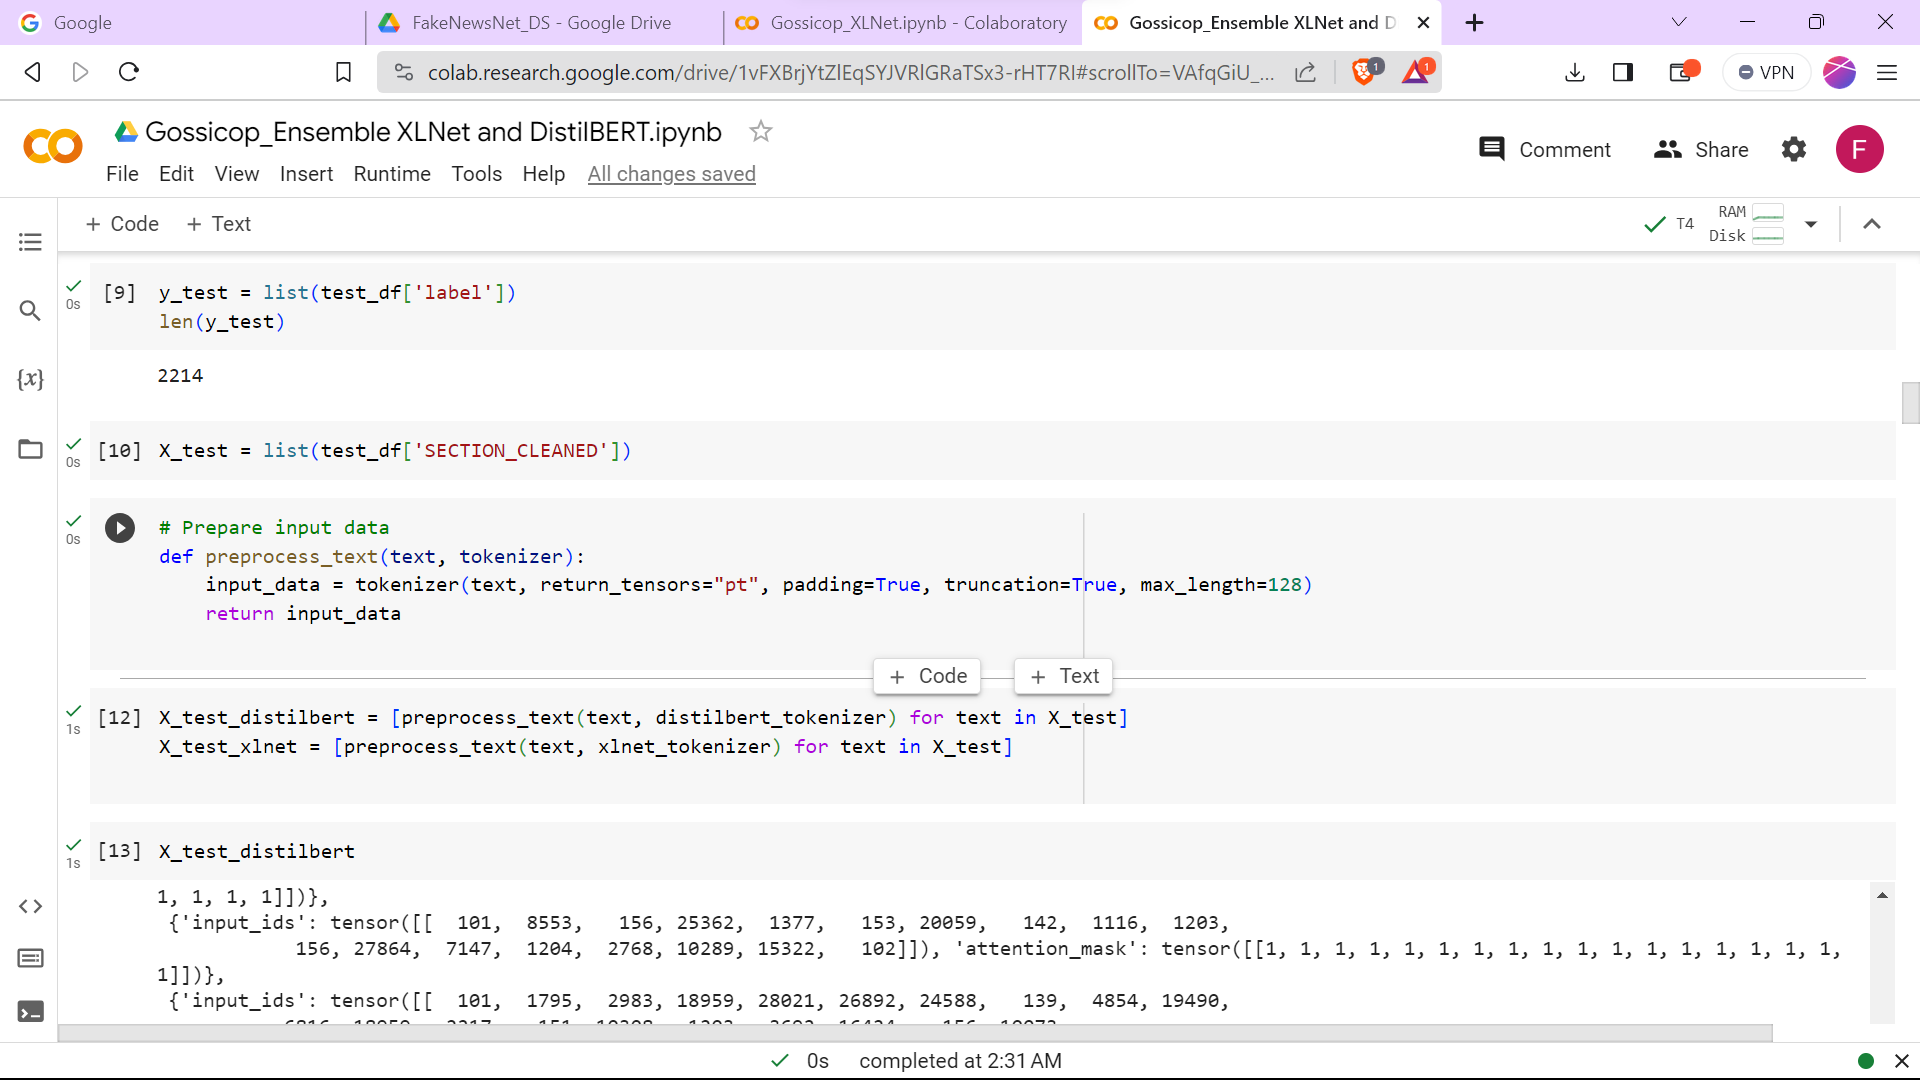 Google
FakeNewsNet_DS - Google Drive
Gossicop_XLNet.ipynb - Colaboratory
Gossicop_Ensemble XLNet and D
colab.research.google.com/drive/1vFXBrjYtZlEqSYJVRlGRaTSx3-rHT7RI#scrollTo=VAfqGiU_...
1
1
VPN
Gossicop_Ensemble XLNet and DistilBERT.ipynb
Comment
Share
F
File Edit View Insert Runtime Tools Help All changes saved
+ Code + Text
T4
RAM
Disk
[9] y_test = list(test_df['label'])
0s
len(y_test)
2214
[10] X_test = list(test_df['SECTION_CLEANED'])
0s
{x}
# Prepare input data
0s
def preprocess_text(text, tokenizer):
input_data = tokenizer(text, return_tensors="pt", padding=True, truncation=True, max_length=128)
return input_data
+ Code + Text
[12] X_test_distilbert = [preprocess_text(text, distilbert_tokenizer) for text in X_test]
1s
X_test_xlnet = [preprocess_text(text, xlnet_tokenizer) for text in X_test]
[13] X_test_distilbert
1s
1, 1, 1, 1]])},
{'input_ids': tensor([[ 101, 8553, 156, 25362, 1377, 153, 20059, 142, 1116, 1203,
156, 27864, 7147, 1204, 2768, 10289, 15322, 102]]), 'attention_mask': tensor([[1, 1, 1, 1, 1, 1, 1, 1, 1, 1, 1, 1, 1, 1, 1, 1, 1,
1]])},
{'input_ids': tensor([[ 101, 1795, 2983, 18959, 28021, 26892, 24588, 139, 4854, 19490,
0s completed at 2:31 AM